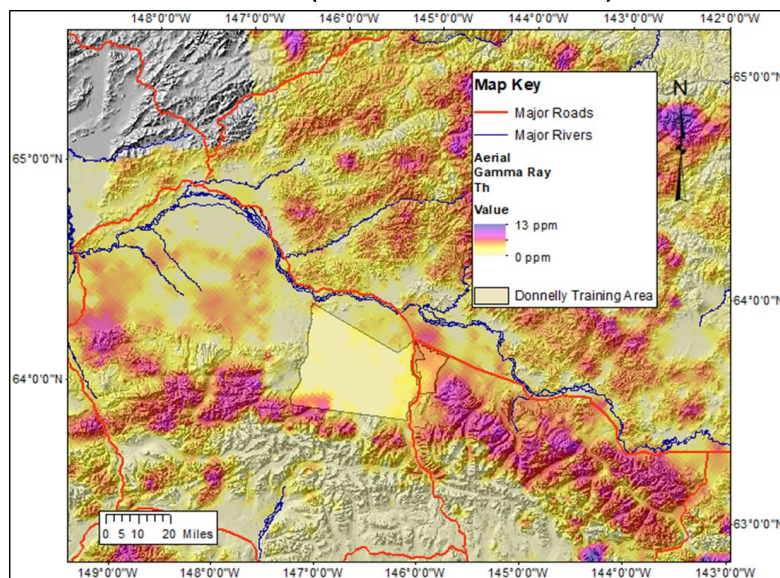 148°0'0"W 147°0'0"W 146°0'0"W 145°0'0"W 144°0'0"W 143°0'0"W 142°0'0"W
65°0'0"N
64°0'0"N
65°0'0"N
64°0'0"N
63°0'0"N
Map Key
Major Roads
Major Rivers
Aerial
Gamma Ray
Th
Value
13 ppm
0 ppm
Donnelly Training Area
N
0 5 10 20 Miles
149°0'0"W 148°0'0"W 147°0'0"W 146°0'0"W 145°0'0"W 144°0'0"W 143°0'0"W